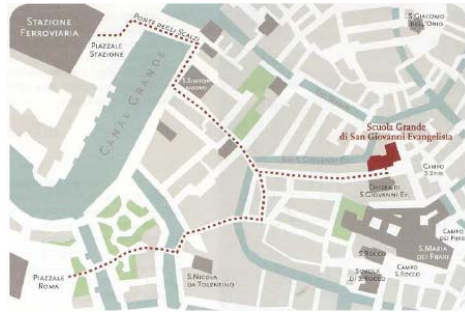 STAZIONE
FERROVIARIA
PIAZZALE
STAZIONE
PONTE DEGLI SCALZI
CANAL GRANDE
S.GIACOMO
DELL'ORIO
Scuola Grande
di San Giovanni Evangelista
CAMPO
S.STIN
CHIESA DI
S.GIOVANNI EV.
CAMPO
DEI FRARI
S.MARIA
DEI FRARI
S.ROCCO
SCUOLA DI
S.ROCCO
CAMPO
S.ROCCO
S.NICOLA
DA TOLENTINO
PIAZZALE
ROMA